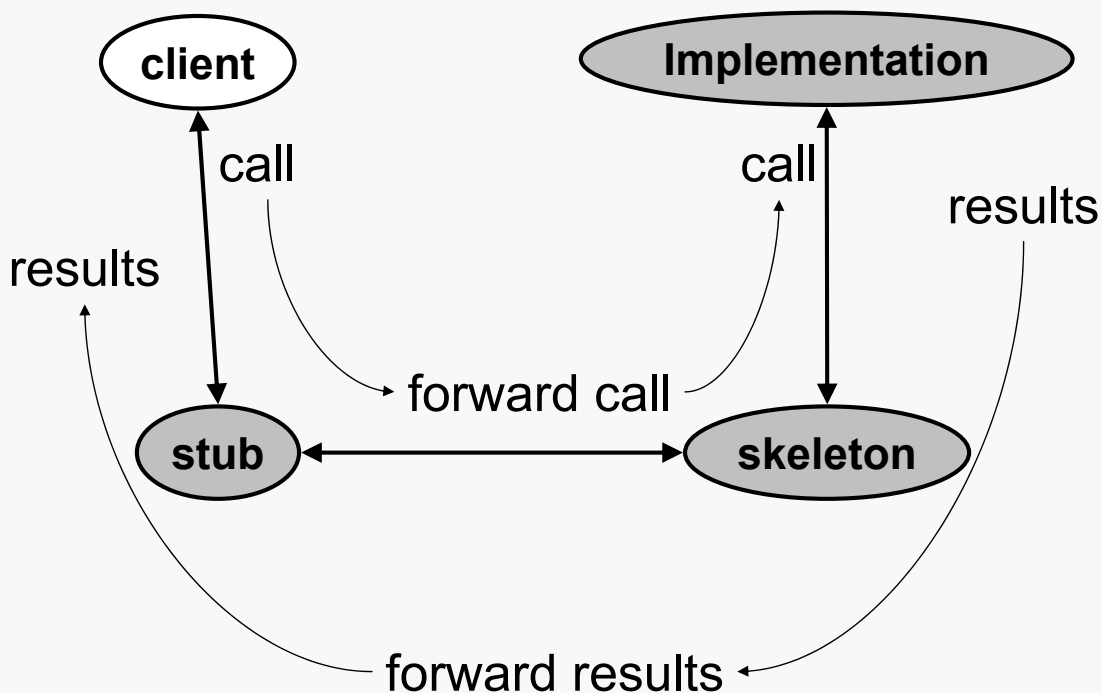 client
Implementation
call
call
results
results
forward call
stub
skeleton
forward results